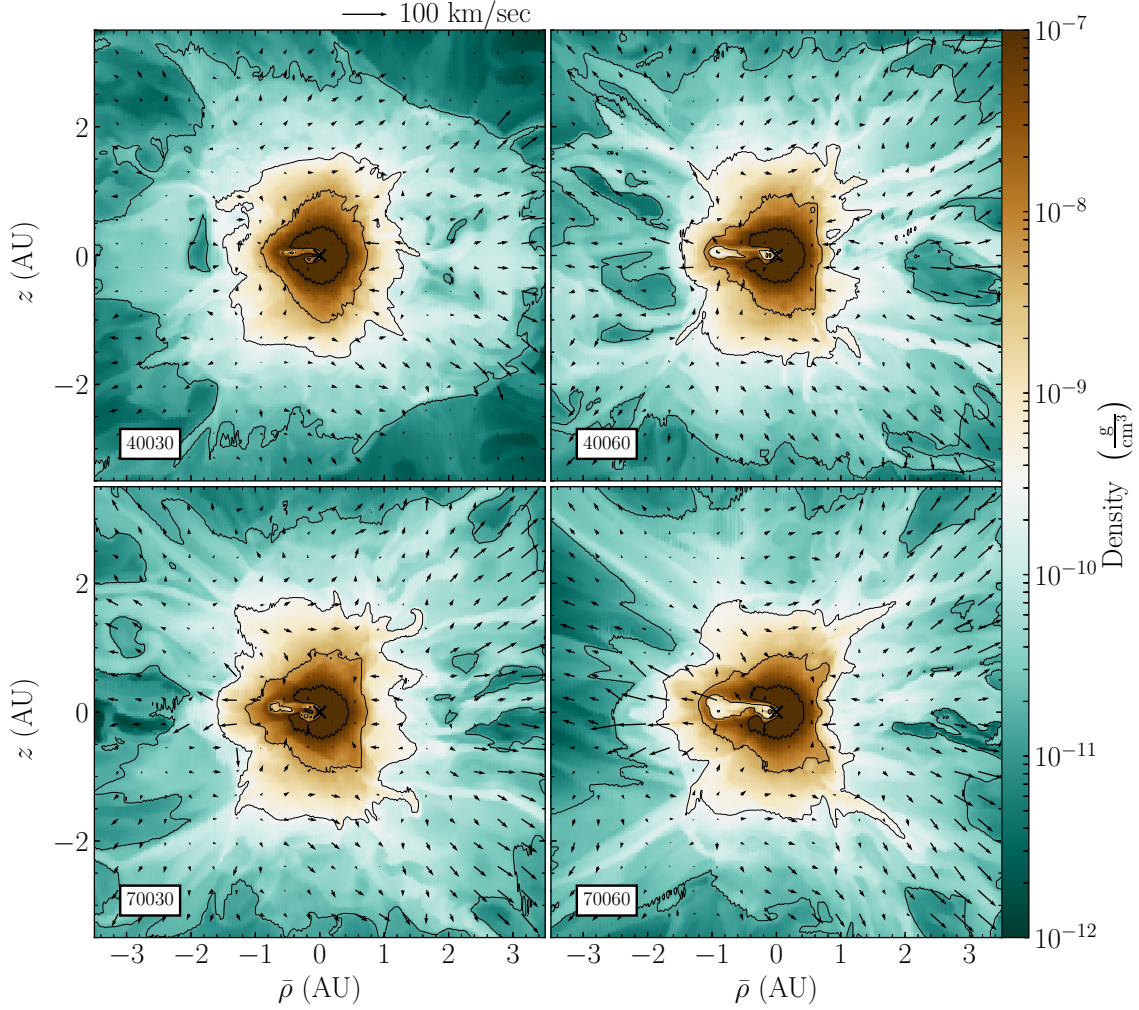 100 km/sec
2
0
−2
z (AU)
40030
40060
2
0
−2
z (AU)
70030
70060
−3 −2 −1 0 1 2 3
−3 −2 −1 0 1 2 3
ρ̄ (AU)
ρ̄ (AU)
10⁻⁷
10⁻⁸
10⁻⁹
10⁻¹⁰
10⁻¹¹
10⁻¹²
Density (g/cm³)